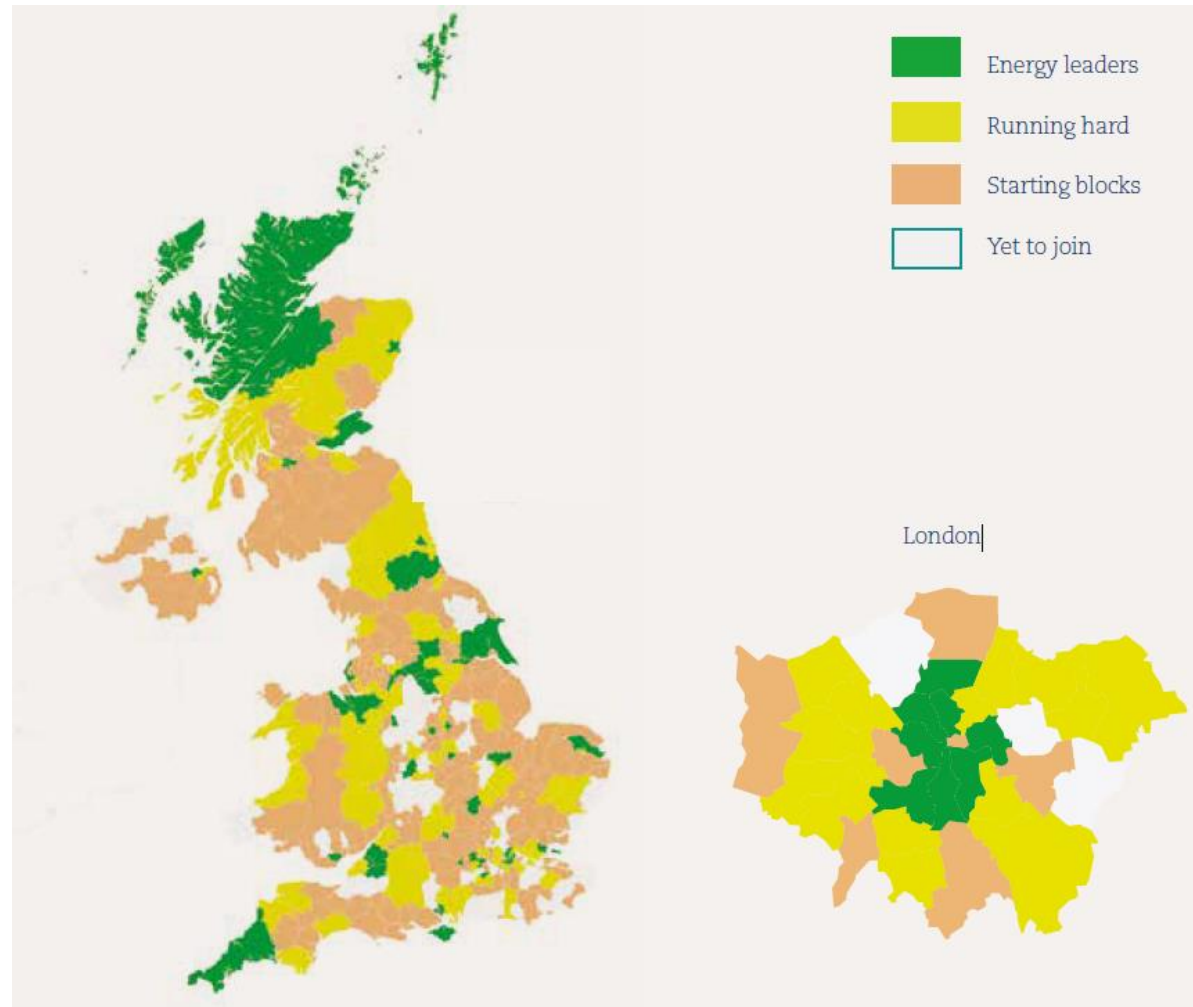 Energy leaders
Running hard
Starting blocks
Yet to join
London